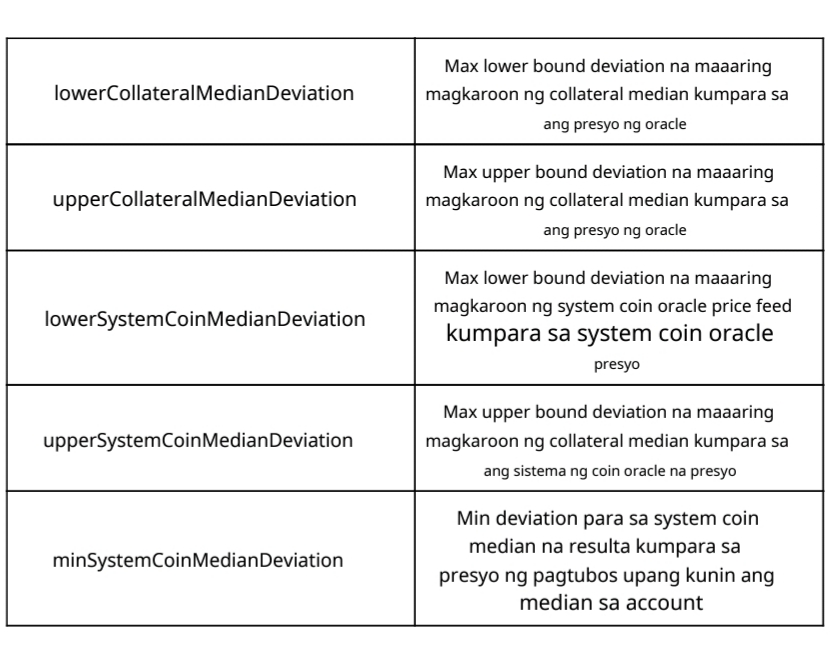 lowerCollateralMedianDeviation
Max lower bound deviation na maaaring
magkaroon ng collateral median kumpara sa
ang presyo ng oracle
upperCollateralMedianDeviation
Max upper bound deviation na maaaring
magkaroon ng collateral median kumpara sa
ang presyo ng oracle
lowerSystemCoinMedianDeviation
Max lower bound deviation na maaaring
magkaroon ng system coin oracle price feed
kumpara sa system coin oracle
presyo
upperSystemCoinMedianDeviation
Max upper bound deviation na maaaring
magkaroon ng collateral median kumpara sa
ang sistema ng coin oracle na presyo
minSystemCoinMedianDeviation
Min deviation para sa system coin
median na resulta kumpara sa
presyo ng pagtubos upang kunin ang
median sa account